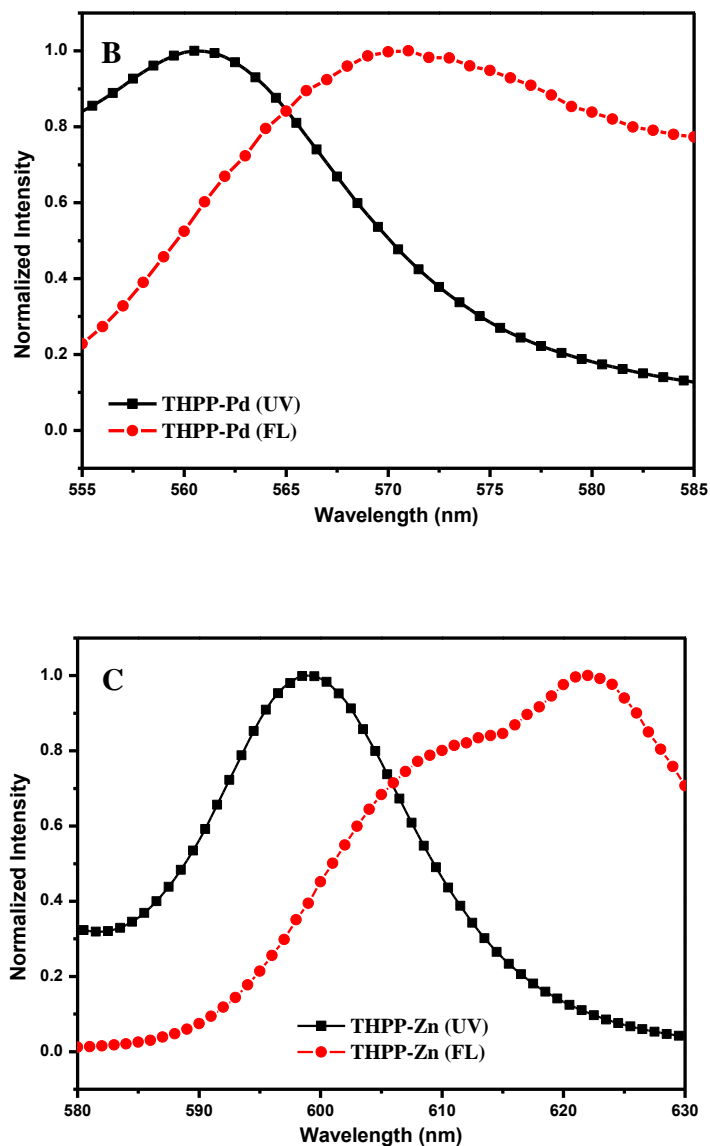 B
Normalized Intensity
1.0
0.8
0.6
0.4
0.2
0.0
THPP-Pd (UV)
THPP-Pd (FL)
555 560 565 570 575 580 585
Wavelength (nm)
C
Normalized Intensity
1.0
0.8
0.6
0.4
0.2
0.0
THPP-Zn (UV)
THPP-Zn (FL)
580 590 600 610 620 630
Wavelength (nm)